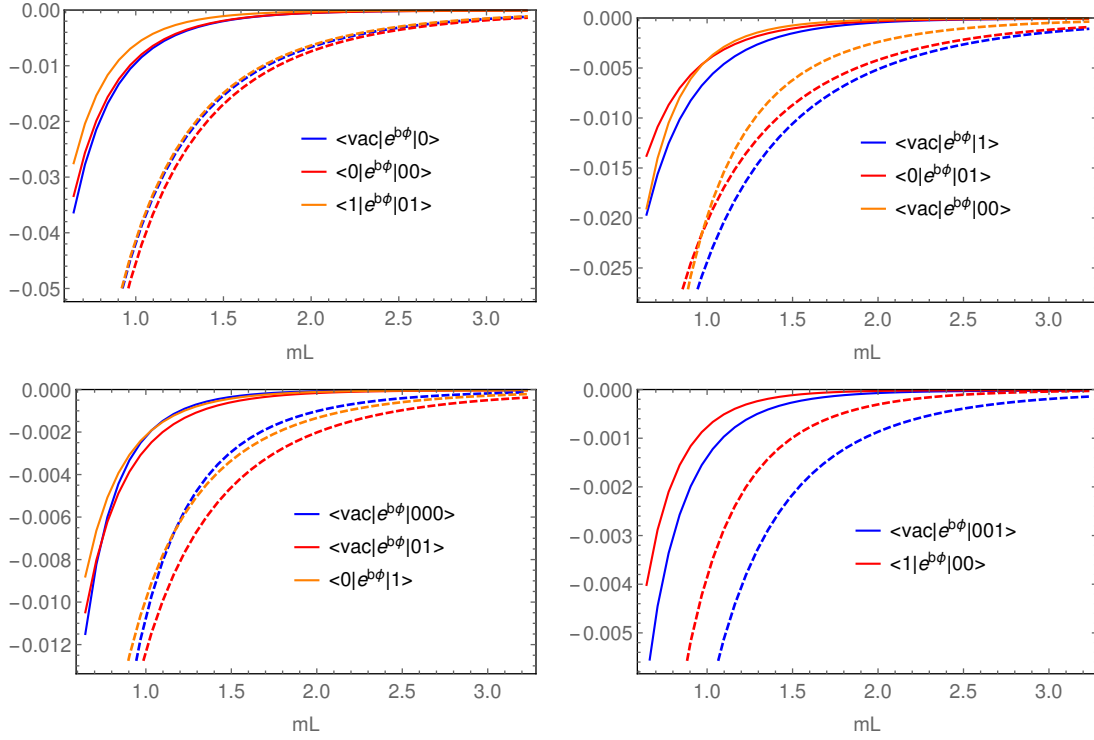 0.00
−0.01
−0.02
−0.03
−0.04
−0.05
<vac|e^{bϕ}|0>
<0|e^{bϕ}|00>
<1|e^{bϕ}|01>
1.0 1.5 2.0 2.5 3.0
mL
0.000
−0.005
−0.010
−0.015
−0.020
−0.025
<vac|e^{bϕ}|1>
<0|e^{bϕ}|01>
<vac|e^{bϕ}|00>
1.0 1.5 2.0 2.5 3.0
mL
0.000
−0.002
−0.004
−0.006
−0.008
−0.010
−0.012
<vac|e^{bϕ}|000>
<vac|e^{bϕ}|01>
<0|e^{bϕ}|1>
1.0 1.5 2.0 2.5 3.0
mL
0.000
−0.001
−0.002
−0.003
−0.004
−0.005
<vac|e^{bϕ}|001>
<1|e^{bϕ}|00>
1.0 1.5 2.0 2.5 3.0
mL